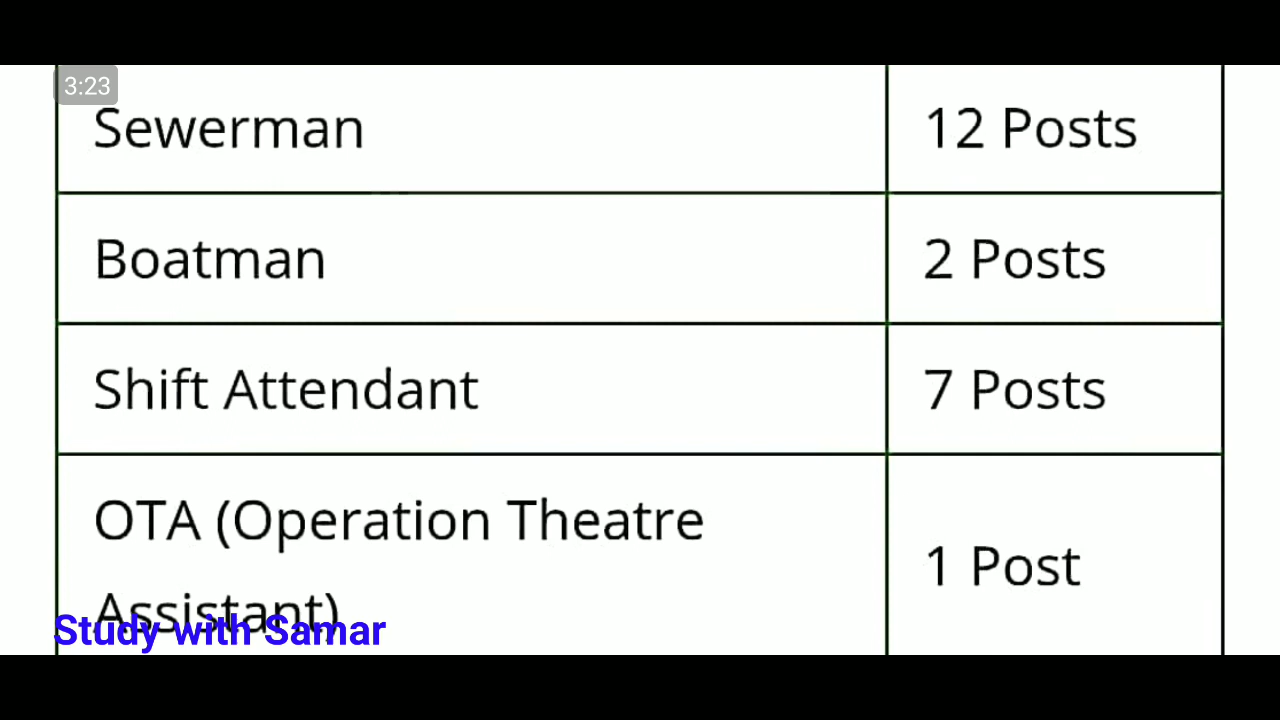 3:23
Sewerman 12 Posts
Boatman 2 Posts
Shift Attendant 7 Posts
OTA (Operation Theatre
Assistant) 1 Post
Study with Samar